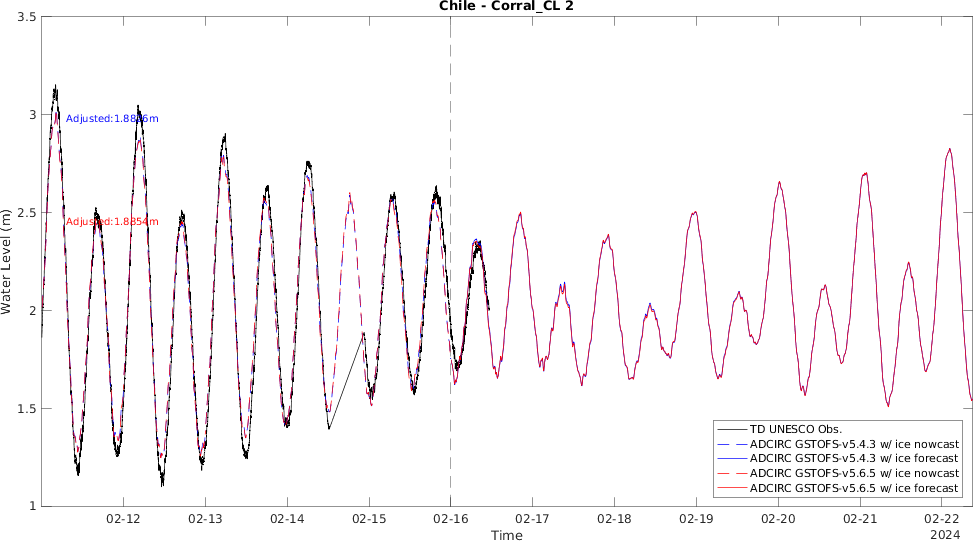 Chile - Corral_CL 2
3.5
3
2.5
2
1.5
1
Water Level (m)
Adjusted:1.8856m
Adjusted:1.8854m
02-12
02-13
02-14
02-15
02-16
02-17
02-18
02-19
02-20
02-21
02-22
2024
Time
TD UNESCO Obs.
ADCIRC GSTOFS-v5.4.3 w/ ice nowcast
ADCIRC GSTOFS-v5.4.3 w/ ice forecast
ADCIRC GSTOFS-v5.6.5 w/ ice nowcast
ADCIRC GSTOFS-v5.6.5 w/ ice forecast